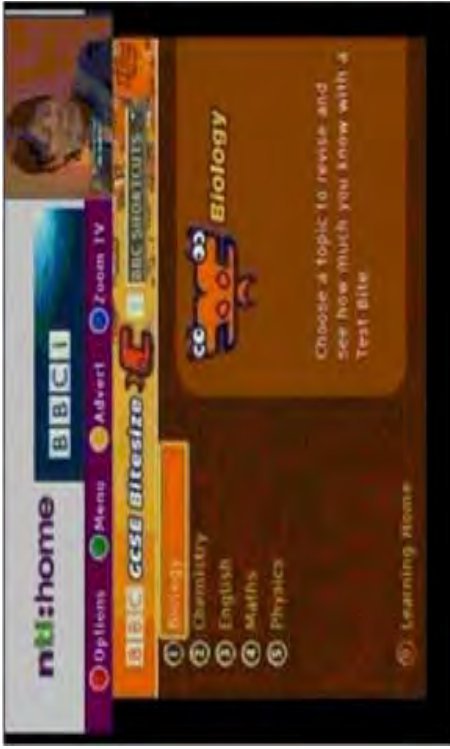 ntl:home
BBCi
Options Menu Advert Zoom TV
BBC GCSE Bitesize BBC SHORTCUTS
1 Biology
2 Chemistry
3 English
4 Maths
5 Physics
Biology
Choose a topic to revise and
see how much you know with a
Test Bite
Learning Home